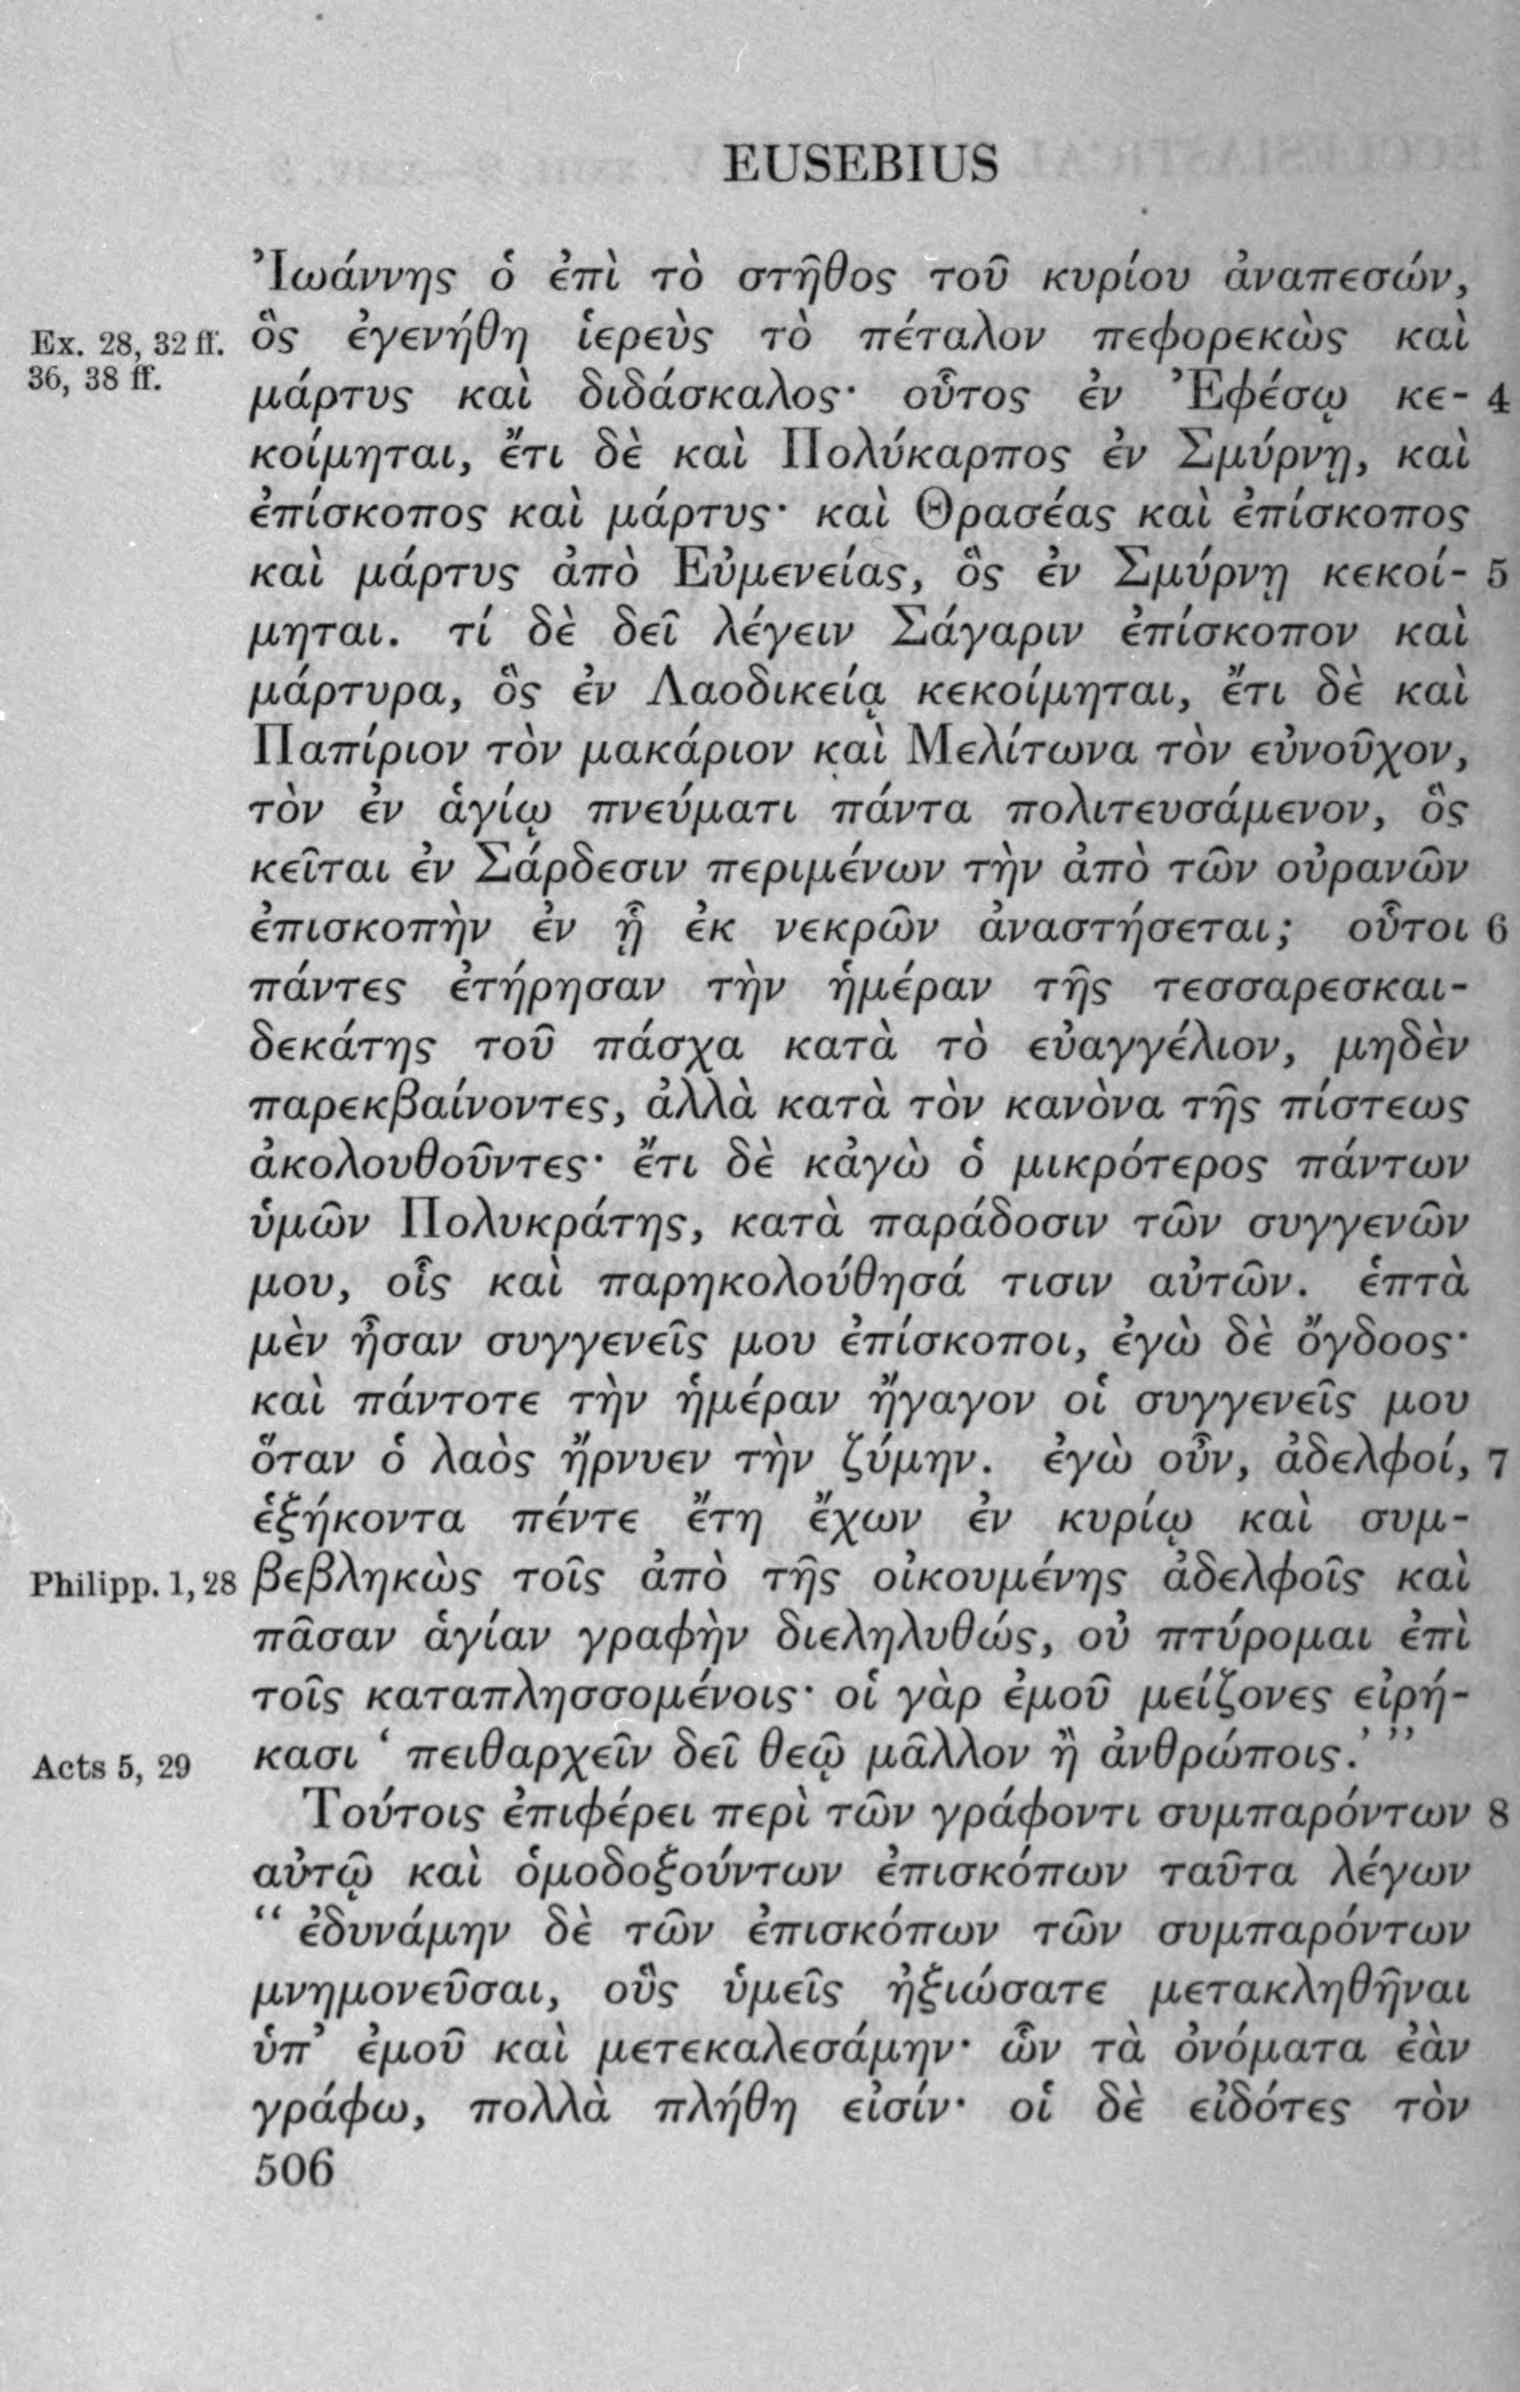 EUSEBIUS
Ἰωάννης ὁ ἐπὶ τὸ στῆθος τοῦ κυρίου ἀναπεσών,
Ex. 28, 32 ff. ὃς ἐγενήθη ἱερεὺς τὸ πέταλον πεφορεκὼς καὶ
36, 38 ff.
μάρτυς καὶ διδάσκαλος· οὗτος ἐν Ἐφέσῳ κε- 4
κοίμηται, ἔτι δὲ καὶ Πολύκαρπος ἐν Σμύρνῃ, καὶ
ἐπίσκοπος καὶ μάρτυς· καὶ Θρασέας καὶ ἐπίσκοπος
καὶ μάρτυς ἀπὸ Εὐμενείας, ὃς ἐν Σμύρνῃ κεκοί- 5
μηται. τί δὲ δεῖ λέγειν Σάγαριν ἐπίσκοπον καὶ
μάρτυρα, ὃς ἐν Λαοδικείᾳ κεκοίμηται, ἔτι δὲ καὶ
Παπίριον τὸν μακάριον καὶ Μελίτωνα τὸν εὐνοῦχον,
τὸν ἐν ἁγίῳ πνεύματι πάντα πολιτευσάμενον, ὃς
κεῖται ἐν Σάρδεσιν περιμένων τὴν ἀπὸ τῶν οὐρανῶν
ἐπισκοπὴν ἐν ᾗ ἐκ νεκρῶν ἀναστήσεται; οὗτοι 6
πάντες ἐτήρησαν τὴν ἡμέραν τῆς τεσσαρεσκαι-
δεκάτης τοῦ πάσχα κατὰ τὸ εὐαγγέλιον, μηδὲν
παρεκβαίνοντες, ἀλλὰ κατὰ τὸν κανὸνα τῆς πίστεως
ἀκολουθοῦντες· ἔτι δὲ κἀγὼ ὁ μικρότερος πάντων
ὑμῶν Πολυκράτης, κατὰ παράδοσιν τῶν συγγενῶν
μου, οἷς καὶ παρηκολούθησά τισιν αὐτῶν. ἑπτὰ
μὲν ἦσαν συγγενεῖς μου ἐπίσκοποι, ἐγὼ δὲ ὄγδοος·
καὶ πάντοτε τὴν ἡμέραν ἤγαγον οἱ συγγενεῖς μου
ὅταν ὁ λαὸς ἤρνυεν τὴν ζύμην. ἐγὼ οὖν, ἀδελφοί, 7
ἑξήκοντα πέντε ἔτη ἔχων ἐν κυρίῳ καὶ συμ-
Philipp. 1, 28 βεβληκὼς τοῖς ἀπὸ τῆς οἰκουμένης ἀδελφοῖς καὶ
πᾶσαν ἁγίαν γραφὴν διεληλυθώς, οὐ πτύρομαι ἐπὶ
τοῖς καταπλησσομένοις· οἱ γὰρ ἐμοῦ μείζονες εἰρή-
Acts 5, 29 κασι ‘ πειθαρχεῖν δεῖ θεῷ μᾶλλον ἢ ἀνθρώποις.’ ”
Τούτοις ἐπιφέρει περὶ τῶν γράφοντι συμπαρόντων 8
αὐτῷ καὶ ὁμοδοξούντων ἐπισκόπων ταῦτα λέγων
“ ἐδυνάμην δὲ τῶν ἐπισκόπων τῶν συμπαρόντων
μνημονεῦσαι, οὓς ὑμεῖς ἠξιώσατε μετακληθῆναι
ὑπ’ ἐμοῦ καὶ μετεκαλεσάμην· ὧν τὰ ὀνόματα ἐὰν
γράφω, πολλὰ πλήθη εἰσίν· οἱ δὲ εἰδότες τὸν
506